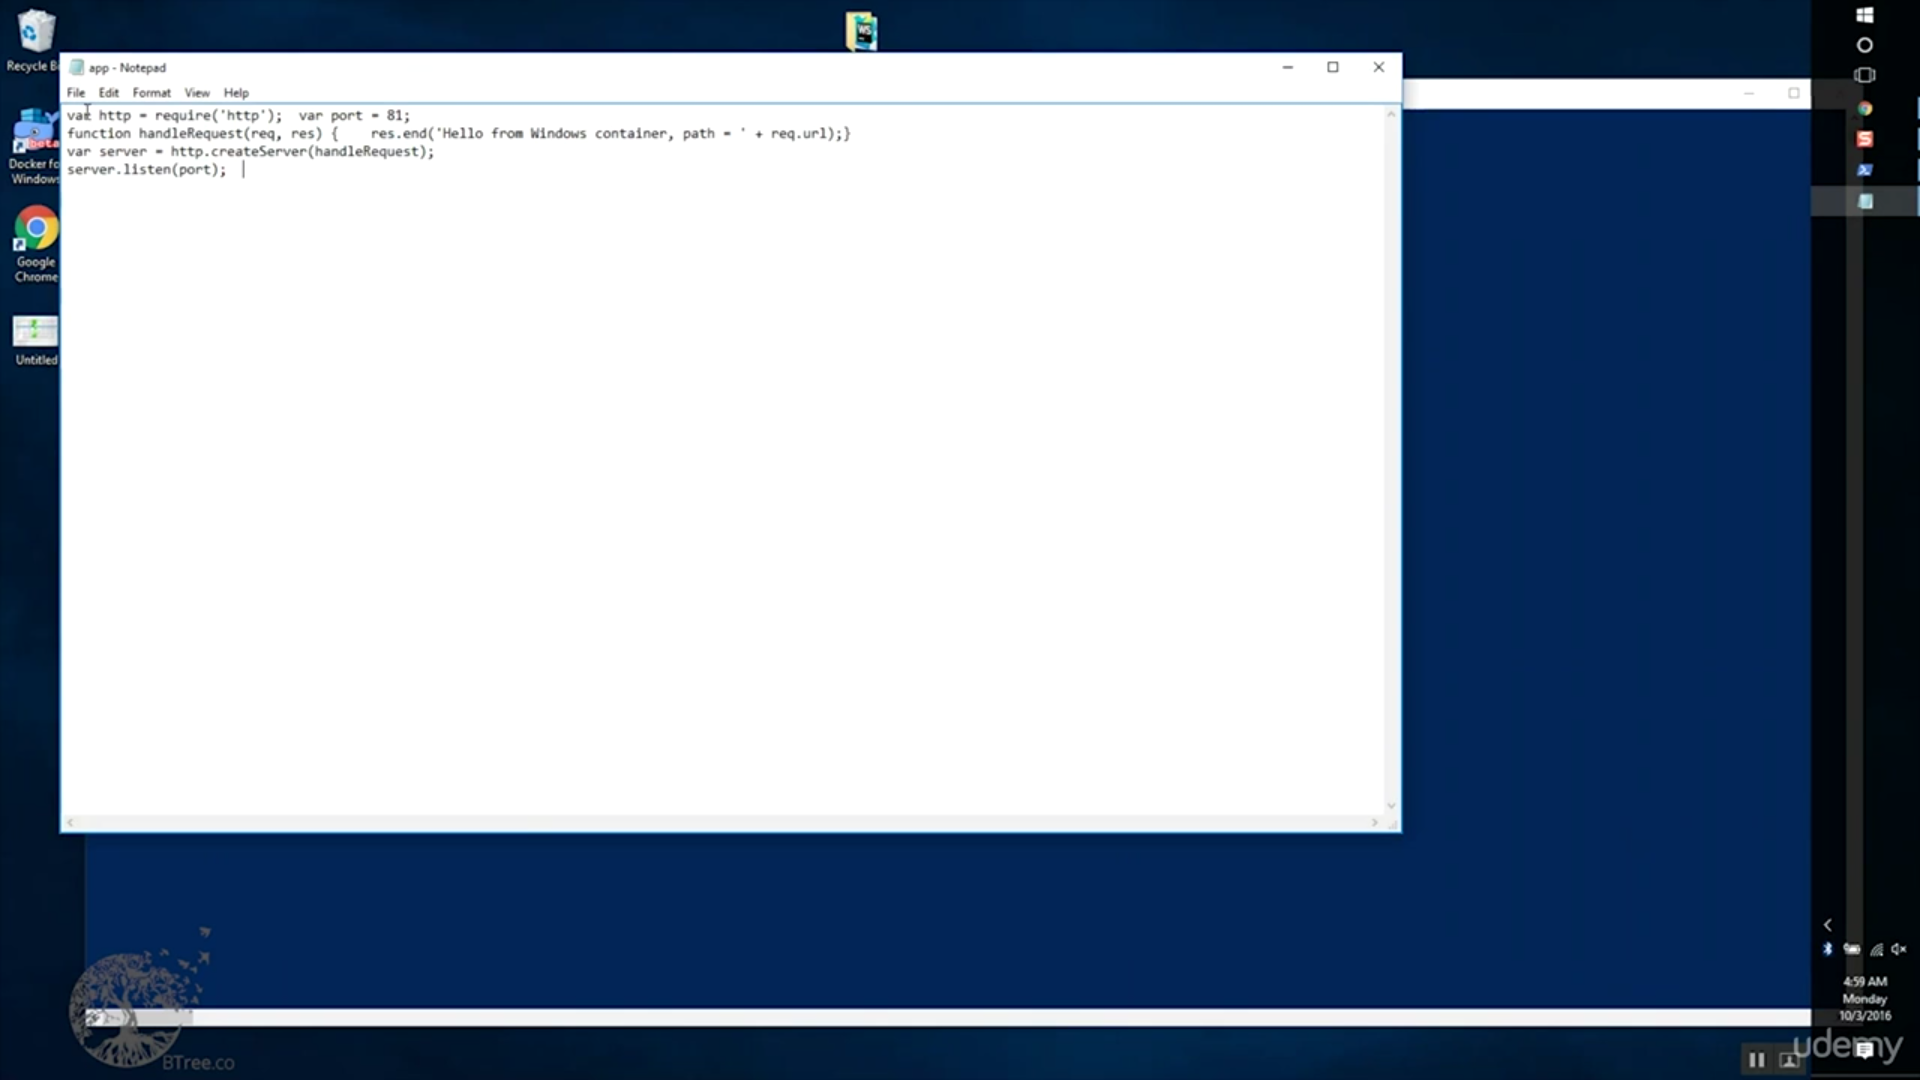 Recycle B
app - Notepad
File Edit Format View Help
var http = require('http');  var port = 81;
function handleRequest(req, res) {    res.end('Hello from Windows container, path = ' + req.url);}
var server = http.createServer(handleRequest);
server.listen(port);
beta
Docker fo
Windows
Google
Chrome
Untitled
WS
4:59 AM
Monday
10/3/2016
BTree.co
udemy